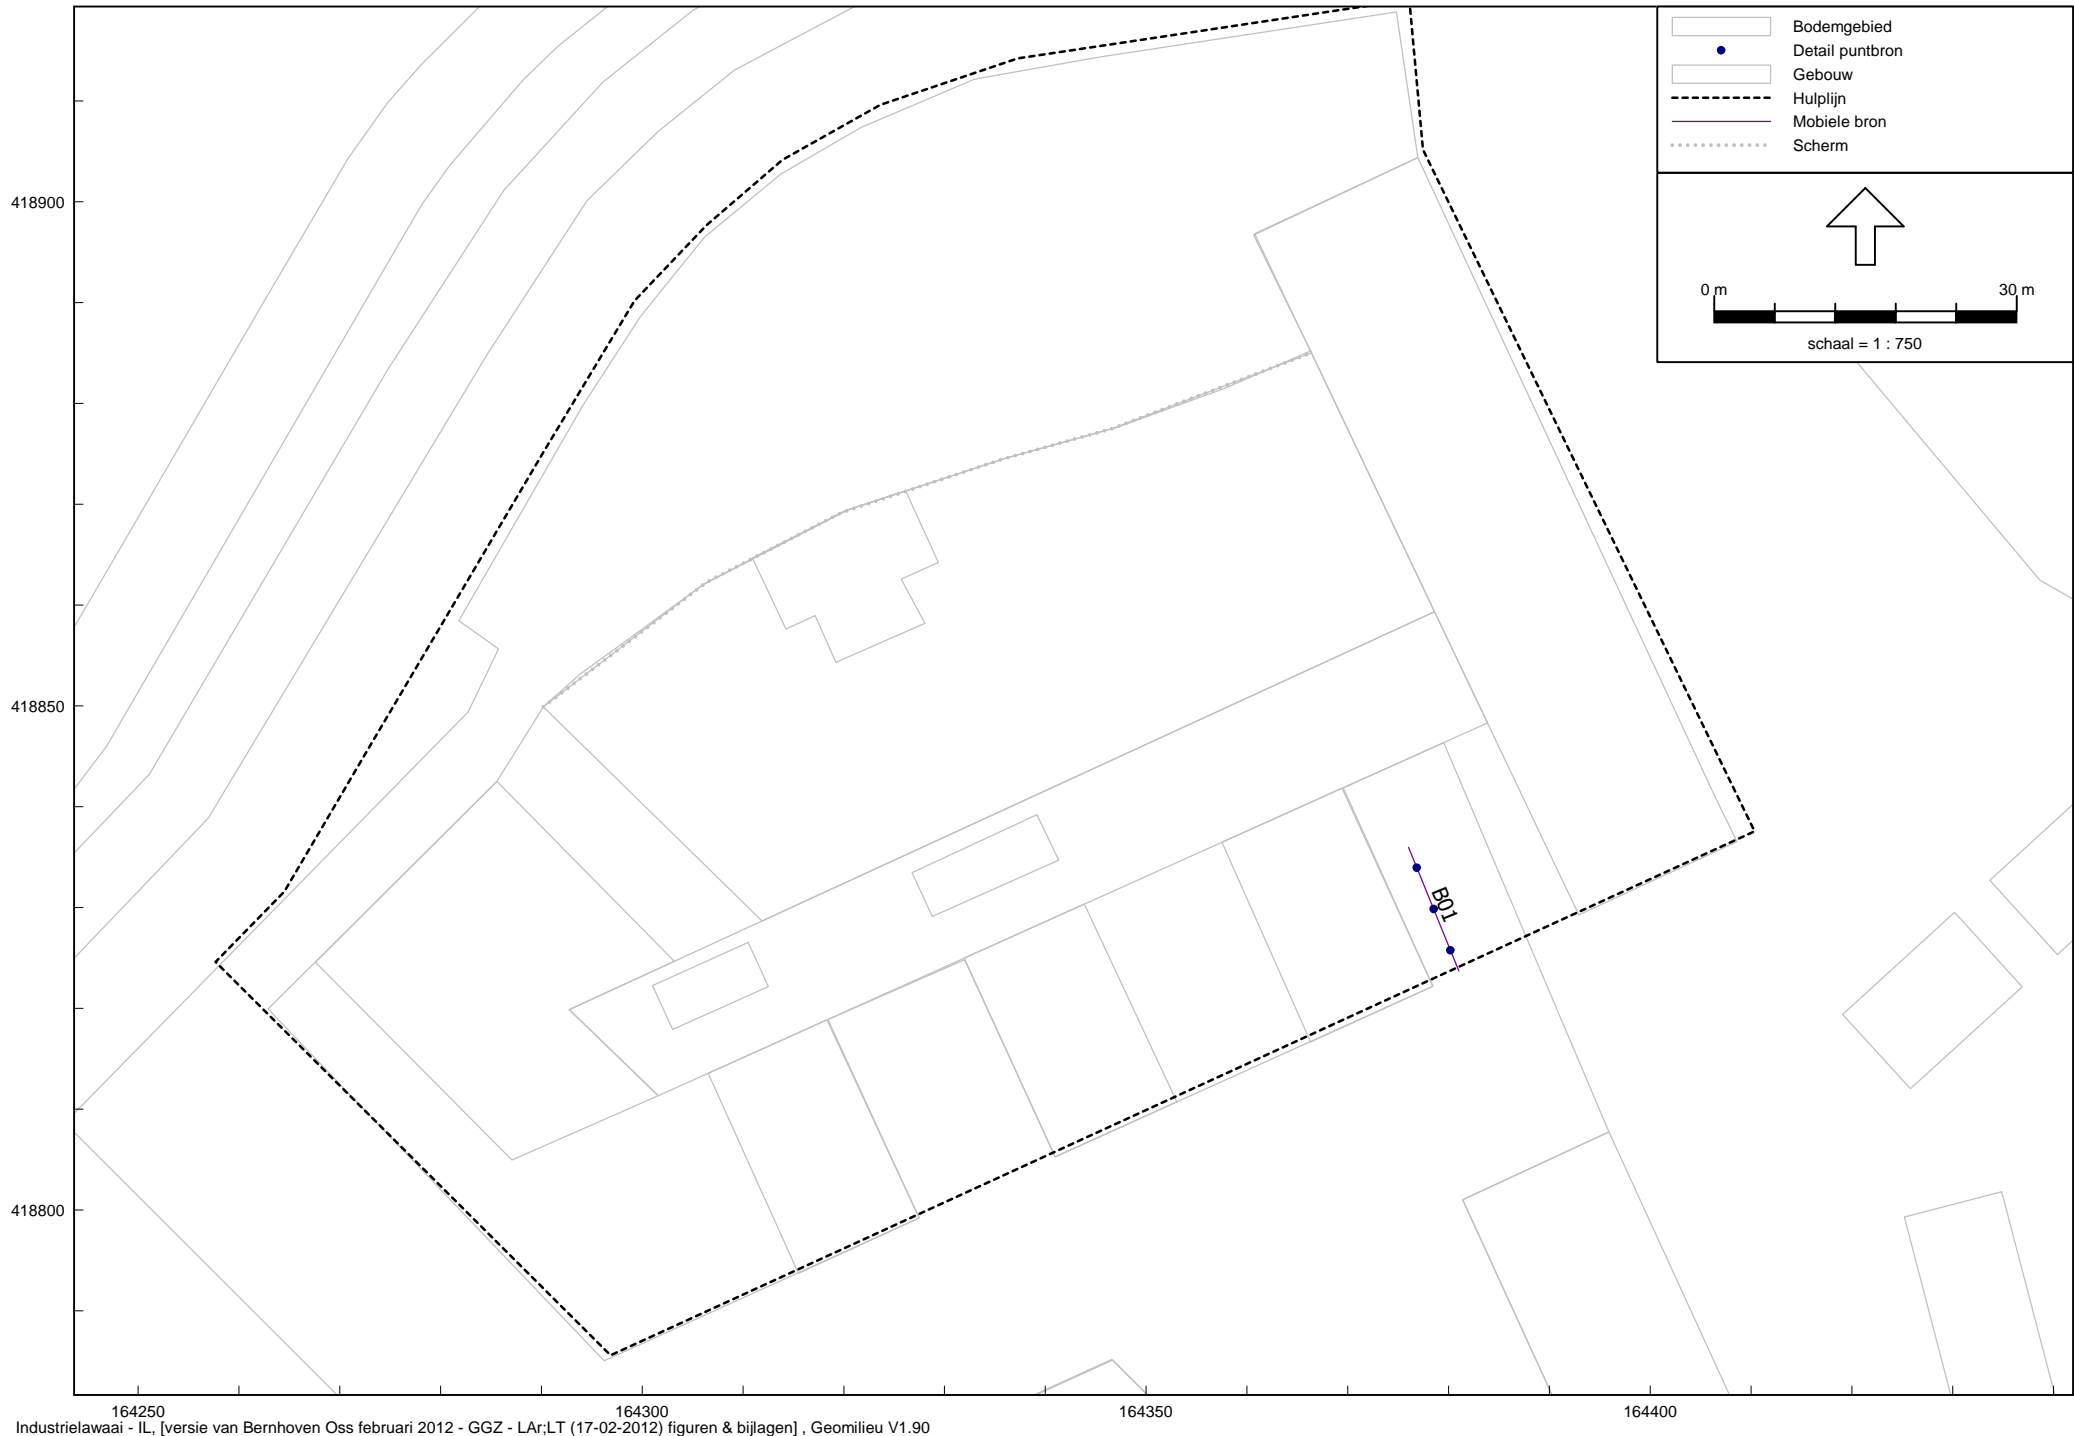 Bodemgebied
Detail puntbron
Gebouw
Hulplijn
Mobiele bron
Scherm
0 m 30 m
schaal = 1 : 750
418900
418850
418800
B01
164250 164300 164350 164400
Industrielawaai - IL, [versie van Bernhoven Oss februari 2012 - GGZ - LAr;LT (17-02-2012) figuren & bijlagen] , Geomilieu V1.90